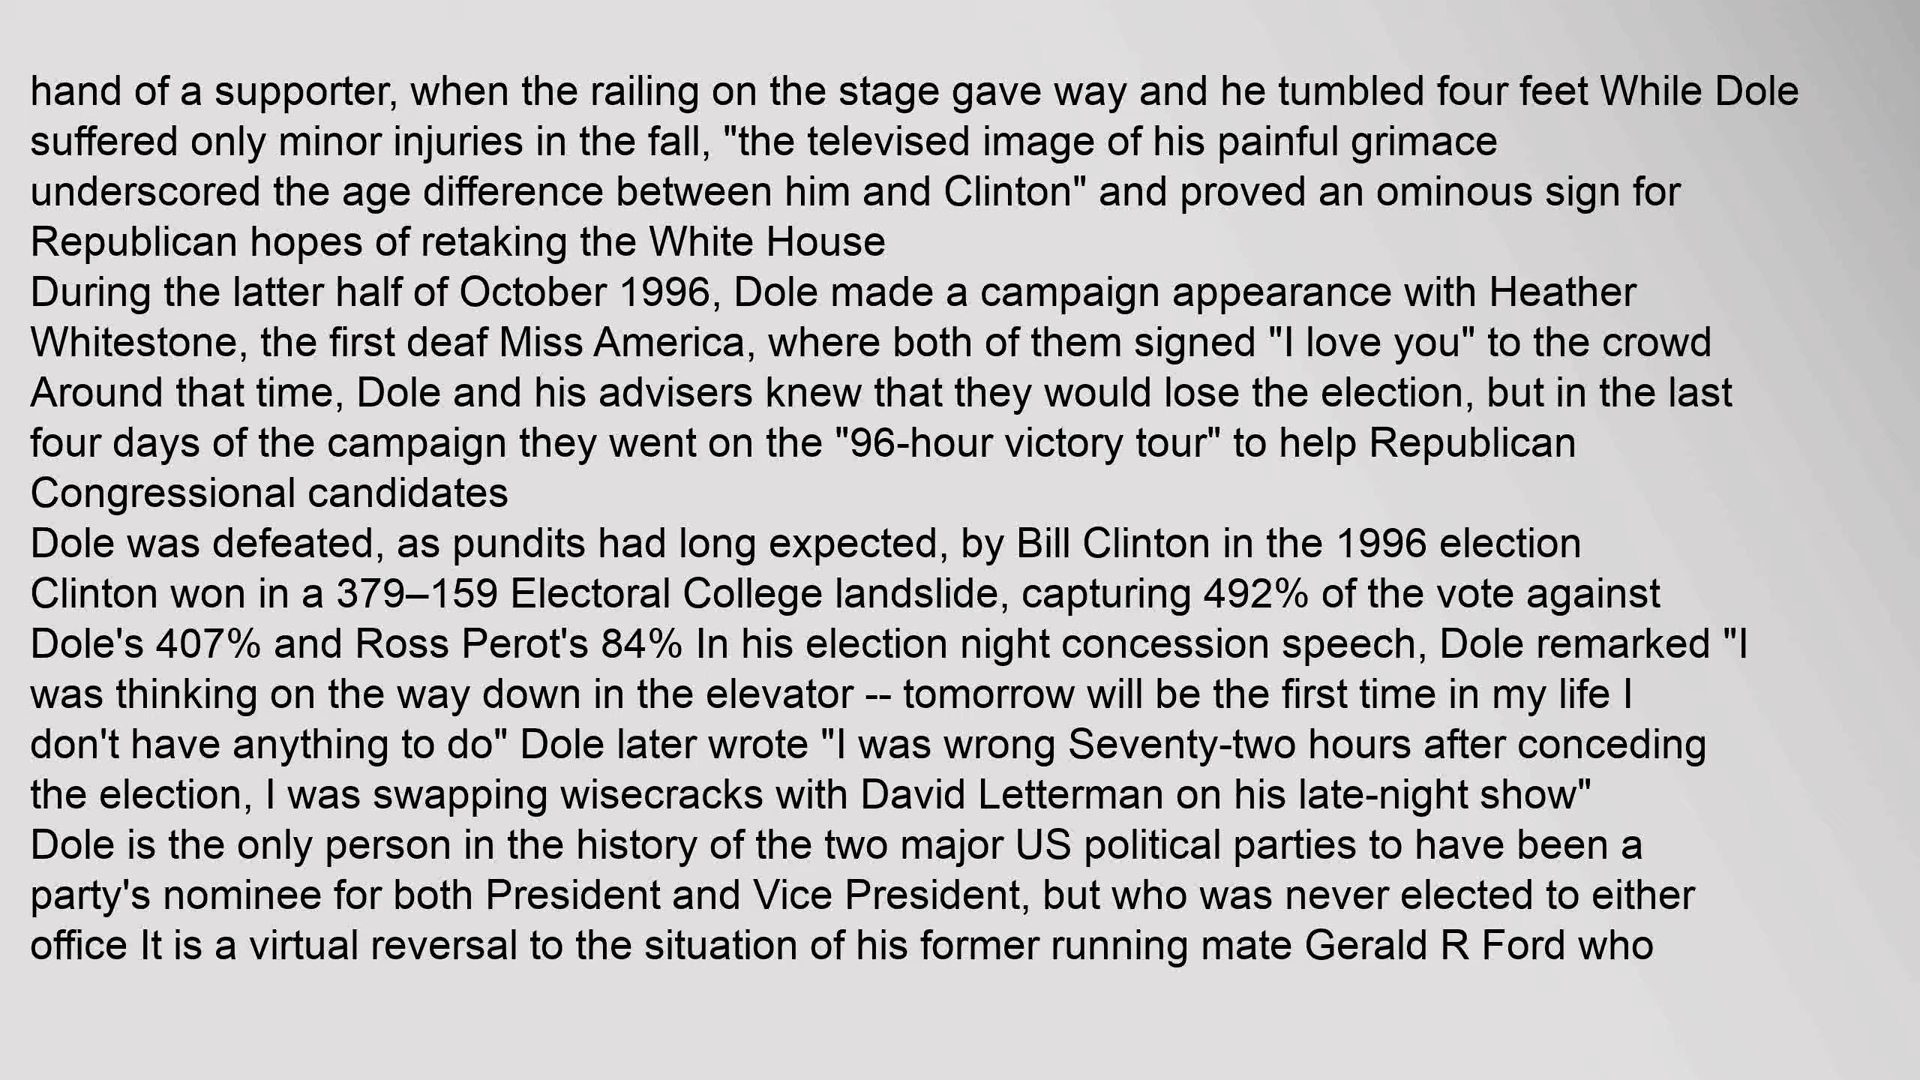 hand of a supporter, when the railing on the stage gave way and he tumbled four feet While Dole
suffered only minor injuries in the fall, "the televised image of his painful grimace
underscored the age difference between him and Clinton" and proved an ominous sign for
Republican hopes of retaking the White House
During the latter half of October 1996, Dole made a campaign appearance with Heather
Whitestone, the first deaf Miss America, where both of them signed "I love you" to the crowd
Around that time, Dole and his advisers knew that they would lose the election, but in the last
four days of the campaign they went on the "96-hour victory tour" to help Republican
Congressional candidates
Dole was defeated, as pundits had long expected, by Bill Clinton in the 1996 election
Clinton won in a 379–159 Electoral College landslide, capturing 492% of the vote against
Dole's 407% and Ross Perot's 84% In his election night concession speech, Dole remarked "I
was thinking on the way down in the elevator -- tomorrow will be the first time in my life I
don't have anything to do" Dole later wrote "I was wrong Seventy-two hours after conceding
the election, I was swapping wisecracks with David Letterman on his late-night show"
Dole is the only person in the history of the two major US political parties to have been a
party's nominee for both President and Vice President, but who was never elected to either
office It is a virtual reversal to the situation of his former running mate Gerald R Ford who